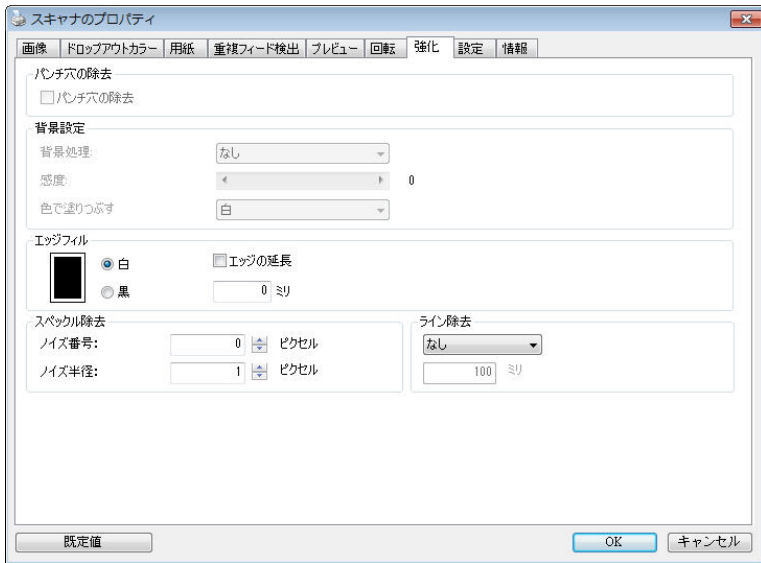 スキャナのプロパティ
画像 ドロップアウトカラー 用紙 重複フィード検出 プレビュー 回転 強化 設定 情報
パンチ穴の除去
パンチ穴の除去
背景設定
背景処理: なし
感度: 0
色で塗りつぶす 白
エッジフィル
白 エッジの延長
黒 0 ミリ
スペックル除去 ライン除去
ノイズ番号: 0 ピクセル なし
ノイズ半径: 1 ピクセル 100 ミリ
既定値 OK キャンセル